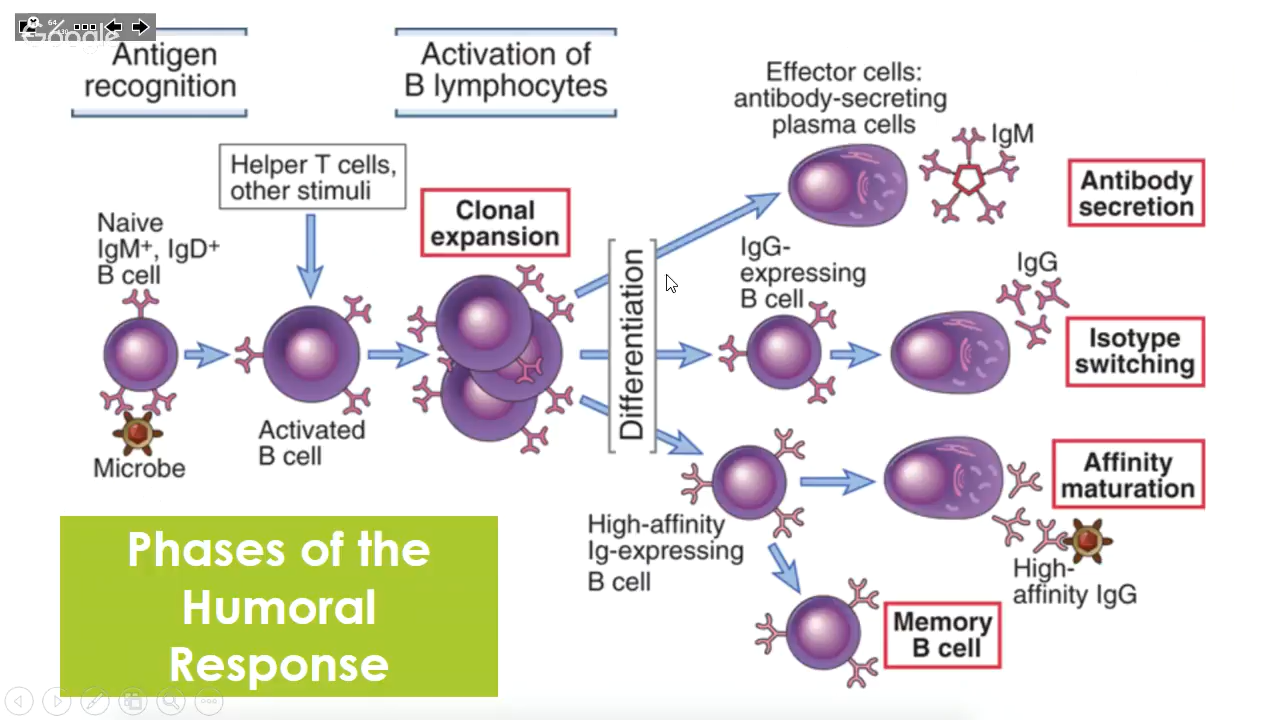 64
Google
Antigen
recognition
Activation of
B lymphocytes
Effector cells:
antibody-secreting
plasma cells
IgM
Antibody
secretion
Helper T cells,
other stimuli
Clonal
expansion
Naive
IgM+, IgD+
B cell
IgG-
expressing
B cell
IgG
Isotype
switching
Differentiation
Activated
B cell
Microbe
Affinity
maturation
High-affinity
Ig-expressing
B cell
High-
affinity IgG
Memory
B cell
Phases of the
Humoral
Response